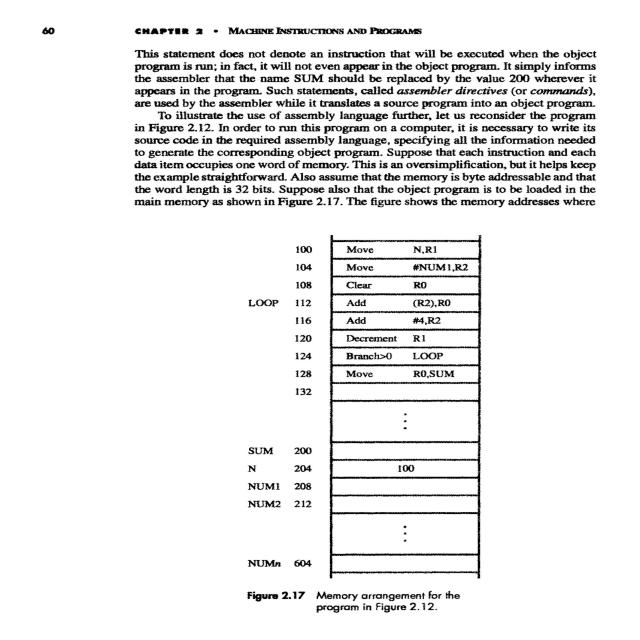 60 CHAPTER 2 • MACHINE INSTRUCTIONS AND PROGRAMS
This statement does not denote an instruction that will be executed when the object
program is run; in fact, it will not even appear in the object program. It simply informs
the assembler that the name SUM should be replaced by the value 200 wherever it
appears in the program. Such statements, called assembler directives (or commands),
are used by the assembler while it translates a source program into an object program.
To illustrate the use of assembly language further, let us reconsider the program
in Figure 2.12. In order to run this program on a computer, it is necessary to write its
source code in the required assembly language, specifying all the information needed
to generate the corresponding object program. Suppose that each instruction and each
data item occupies one word of memory. This is an oversimplification, but it helps keep
the example straightforward. Also assume that the memory is byte addressable and that
the word length is 32 bits. Suppose also that the object program is to be loaded in the
main memory as shown in Figure 2.17. The figure shows the memory addresses where
100 Move N,R1
104 Move #NUM1,R2
108 Clear R0
LOOP 112 Add (R2),R0
116 Add #4,R2
120 Decrement R1
124 Branch>0 LOOP
128 Move R0,SUM
132
SUM 200
N 204 100
NUM1 208
NUM2 212
NUMn 604
Figure 2.17 Memory arrangement for the
program in Figure 2.12.